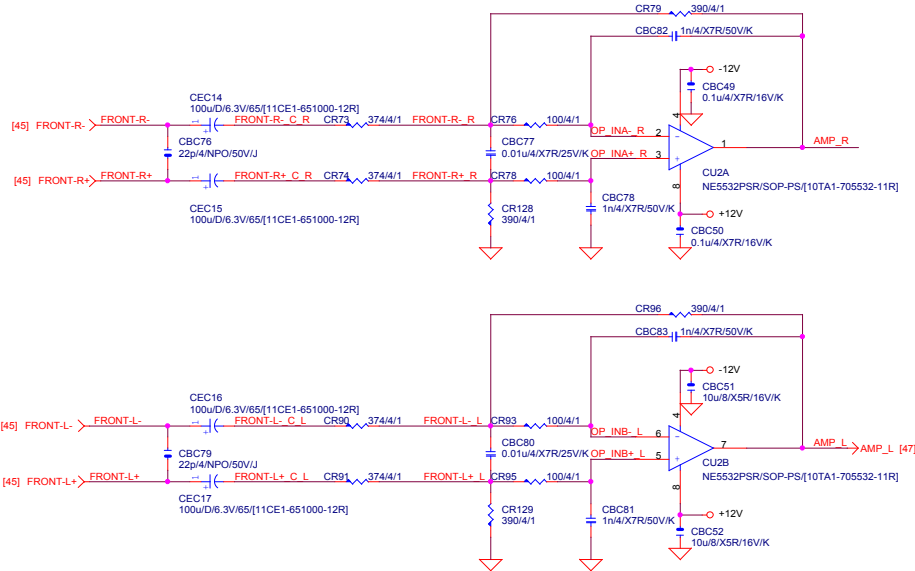 CR79 390/4/1
CBC82 1n/4/X7R/50V/K
-12V
CBC49
0.1u/4/X7R/16V/K
CEC14
100u/D/6.3V/65/[11CE1-651000-12R]
[45] FRONT-R- FRONT-R- 1 + FRONT-R-_C_R CR73 374/4/1 FRONT-R-_R CR76 100/4/1
OP_INA-_R 2 4 - 1 AMP_R
CBC76
22p/4/NPO/50V/J
CBC77
0.01u/4/X7R/25V/K
OP_INA+_R 3 +
[45] FRONT-R+ FRONT-R+ 1 + FRONT-R+_C_R CR74 374/4/1 FRONT-R+_R CR78 100/4/1
8 CU2A
NE5532PSR/SOP-PS/[10TA1-705532-11R]
CEC15
100u/D/6.3V/65/[11CE1-651000-12R]
CR128
390/4/1
CBC78
1n/4/X7R/50V/K
+12V
CBC50
0.1u/4/X7R/16V/K
CR96 390/4/1
CBC83 1n/4/X7R/50V/K
-12V
CBC51
10u/8/X5R/16V/K
CEC16
100u/D/6.3V/65/[11CE1-651000-12R]
[45] FRONT-L- FRONT-L- 1 + FRONT-L-_C_L CR90 374/4/1 FRONT-L-_L CR93 100/4/1
OP_INB-_L 6 4 - 7 AMP_L AMP_L [47]
CBC79
22p/4/NPO/50V/J
CBC80
0.01u/4/X7R/25V/K
OP_INB+_L 5 +
[45] FRONT-L+ FRONT-L+ 1 + FRONT-L+_C_L CR91 374/4/1 FRONT-L+_L CR95 100/4/1
8 CU2B
NE5532PSR/SOP-PS/[10TA1-705532-11R]
CEC17
100u/D/6.3V/65/[11CE1-651000-12R]
CR129
390/4/1
CBC81
1n/4/X7R/50V/K
+12V
CBC52
10u/8/X5R/16V/K